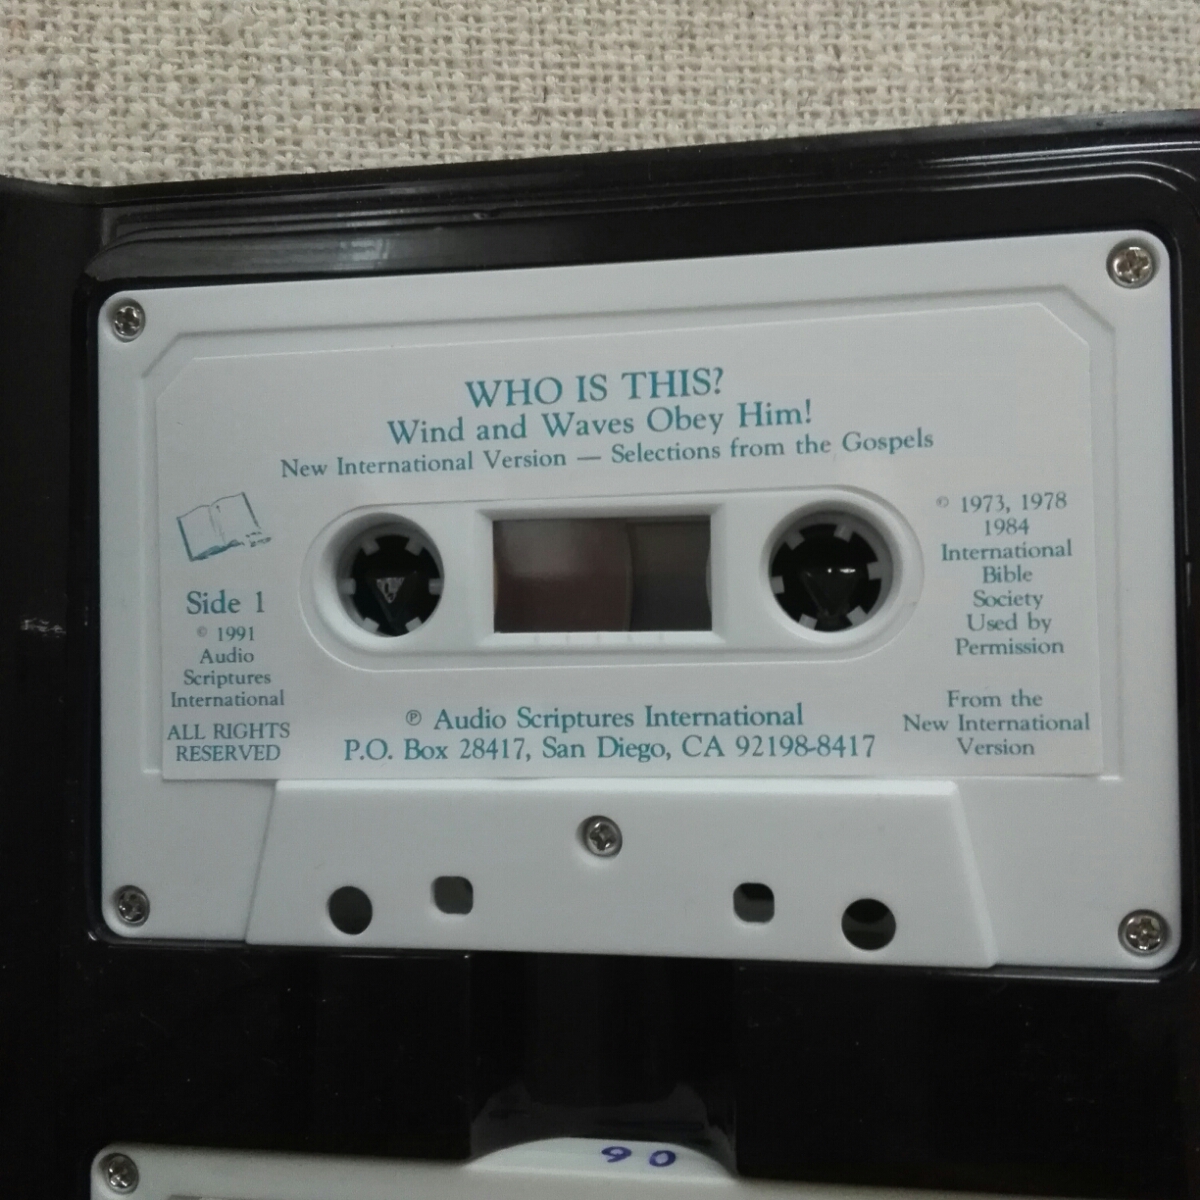 WHO IS THIS?
Wind and Waves Obey Him!
New International Version — Selections from the Gospels
Side 1
© 1991
Audio
Scriptures
International
ALL RIGHTS
RESERVED
© 1973, 1978
1984
International
Bible
Society
Used by
Permission
From the
New International
Version
℗ Audio Scriptures International
P.O. Box 28417, San Diego, CA 92198-8417
90